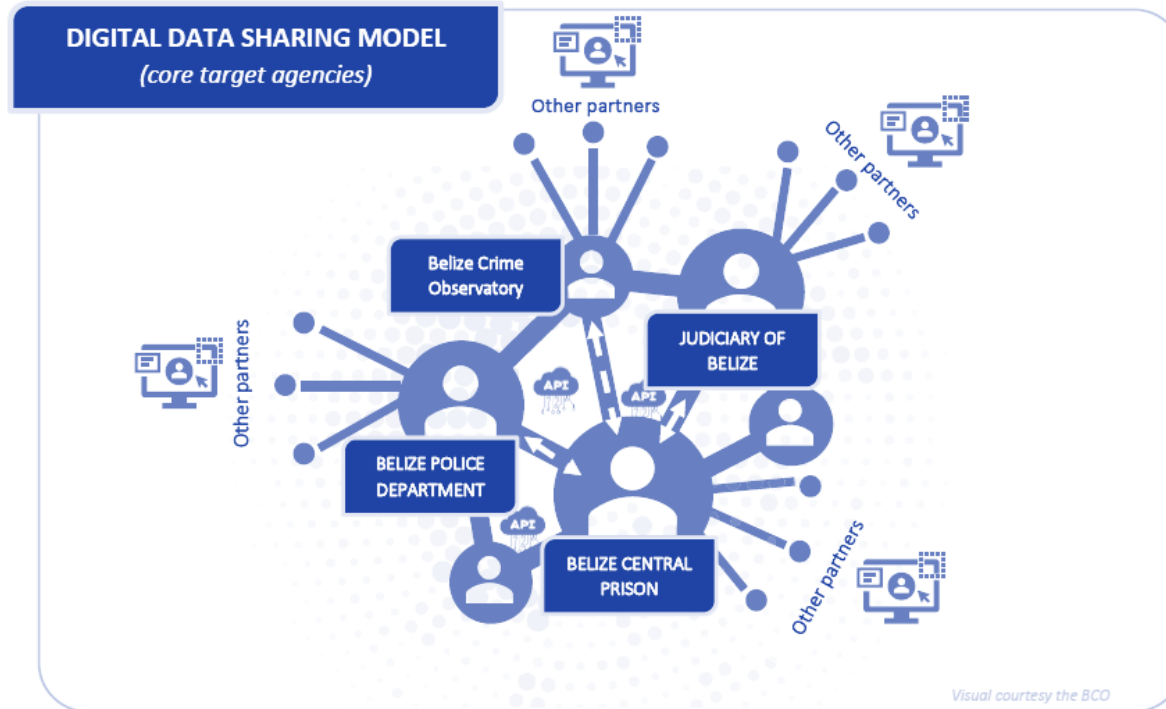 DIGITAL DATA SHARING MODEL
(core target agencies)
Other partners
Other partners
Belize Crime
Observatory
JUDICIARY OF
BELIZE
Other partners
API
API
BELIZE POLICE
DEPARTMENT
API
BELIZE CENTRAL
PRISON
Other partners
Visual courtesy the BCO